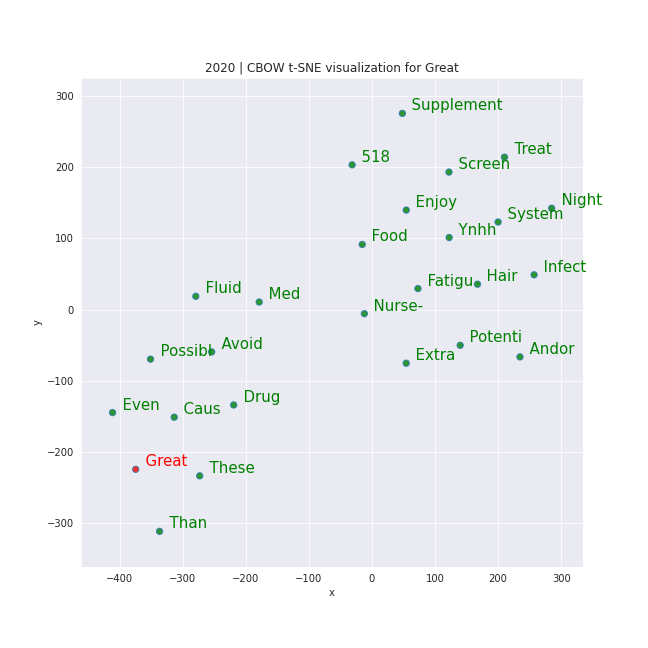 2020 | CBOW t-SNE visualization for Great
300
200
100
0
−100
−200
−300
y
Supplement
518
Treat
Screen
Enjoy
Night
System
Food
Ynhh
Infect
Fatigu
Hair
Fluid
Med
Nurse-
Potenti
Avoid
Possibl
Extra
Andor
Even
Caus
Drug
Great
These
Than
−400
−300
−200
−100
0
100
200
300
x